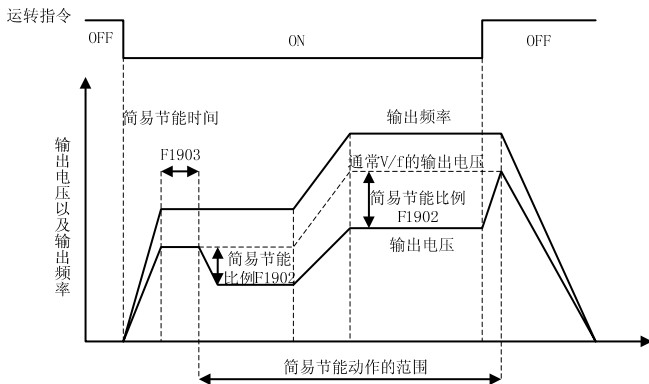 运转指令
OFF
ON
OFF
简易节能时间
F1903
输出频率
通常V/f的输出电压
简易节能比例
F1902
输出电压
简易节能
比例F1902
输出电压以及输出频率
简易节能动作的范围